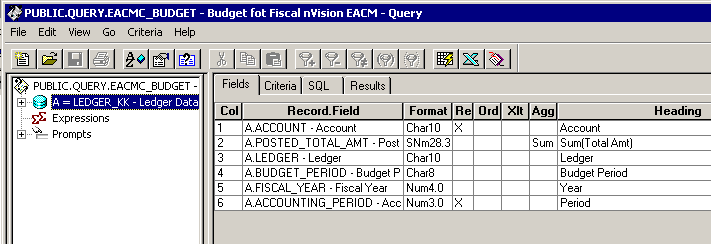 PUBLIC.QUERY.EACMC_BUDGET - Budget fot Fiscal nVision EACM - Query
File Edit View Go Criteria Help
PUBLIC.QUERY.EACMC_BUDGET -
A = LEDGER_KK - Ledger Data
Expressions
Prompts
Fields Criteria SQL Results
Col Record.Field Format Re Ord Xlt Agg Heading
1 A.ACCOUNT - Account Char10 X Account
2 A.POSTED_TOTAL_AMT - Post SNm28.3 Sum Sum(Total Amt)
3 A.LEDGER - Ledger Char10 Ledger
4 A.BUDGET_PERIOD - Budget P Char8 Budget Period
5 A.FISCAL_YEAR - Fiscal Year Num4.0 Year
6 A.ACCOUNTING_PERIOD - Acc Num3.0 X Period